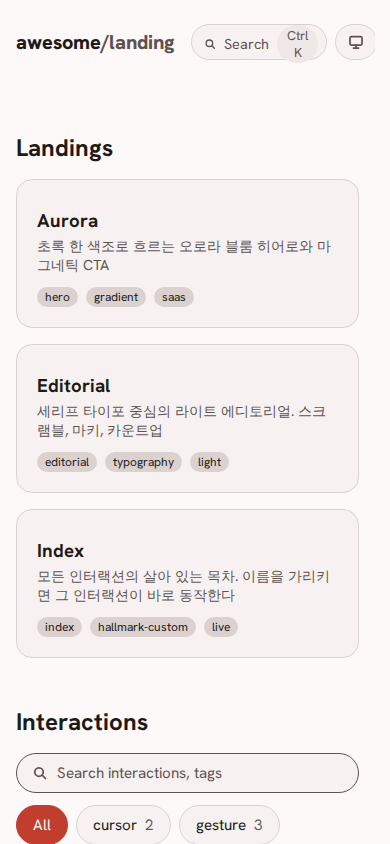 awesome/landing
Search
Ctrl
K
Landings
Aurora
초록 한 색조로 흐르는 오로라 블룸 히어로와 마
그네틱 CTA
hero gradient saas
Editorial
세리프 타이포 중심의 라이트 에디토리얼. 스크
램블, 마키, 카운트업
editorial typography light
Index
모든 인터랙션의 살아 있는 목차. 이름을 가리키
면 그 인터랙션이 바로 동작한다
index hallmark-custom live
Interactions
Search interactions, tags
All cursor 2 gesture 3